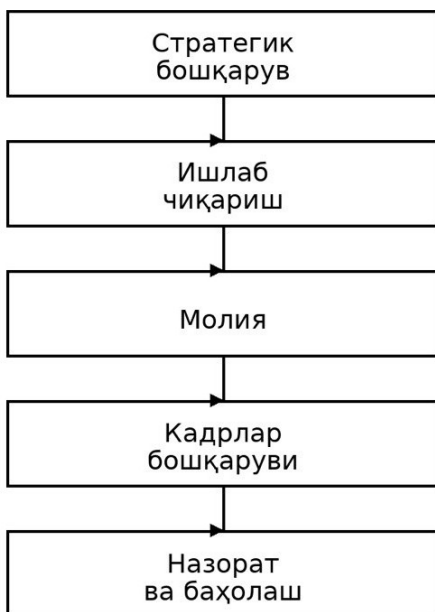 Стратегик
бошқарув
Ишлаб
чиқариш
Молия
Кадрлар
бошқаруви
Назорат
ва баҳолаш